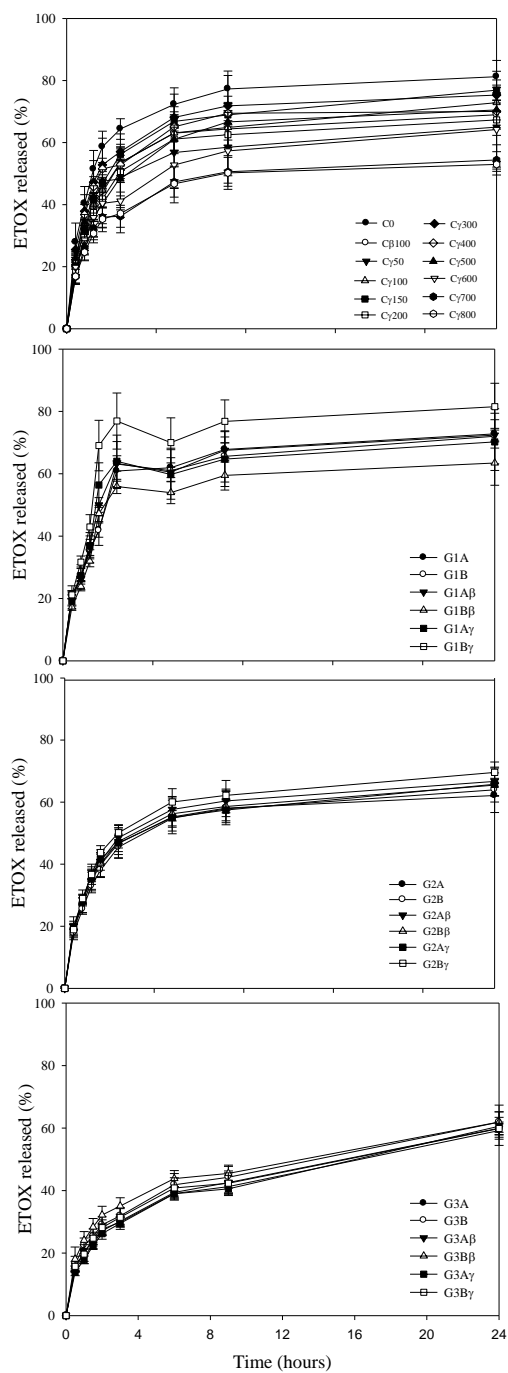 100
80
60
40
20
0
ETOX released (%)
C0
Cβ100
Cγ50
Cγ100
Cγ150
Cγ200
Cγ300
Cγ400
Cγ500
Cγ600
Cγ700
Cγ800
100
80
60
40
20
0
ETOX released (%)
G1A
G1B
G1Aβ
G1Bβ
G1Aγ
G1Bγ
100
80
60
40
20
0
ETOX released (%)
G2A
G2B
G2Aβ
G2Bβ
G2Aγ
G2Bγ
100
80
60
40
20
0
ETOX released (%)
G3A
G3B
G3Aβ
G3Bβ
G3Aγ
G3Bγ
0 4 8 12 16 20 24
Time (hours)